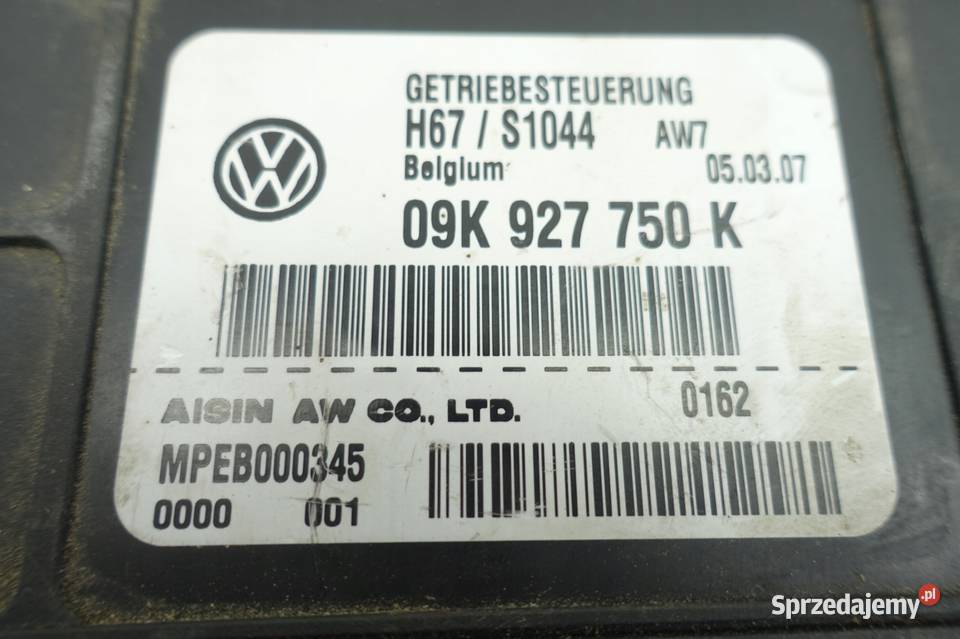 GETRIEBESTEUERUNG
H67 / S1044 AW7
Belgium 05.03.07
09K 927 750 K
AISIN AW CO., LTD. 0162
MPEB000345
0000 001
Sprzedajemy.pl